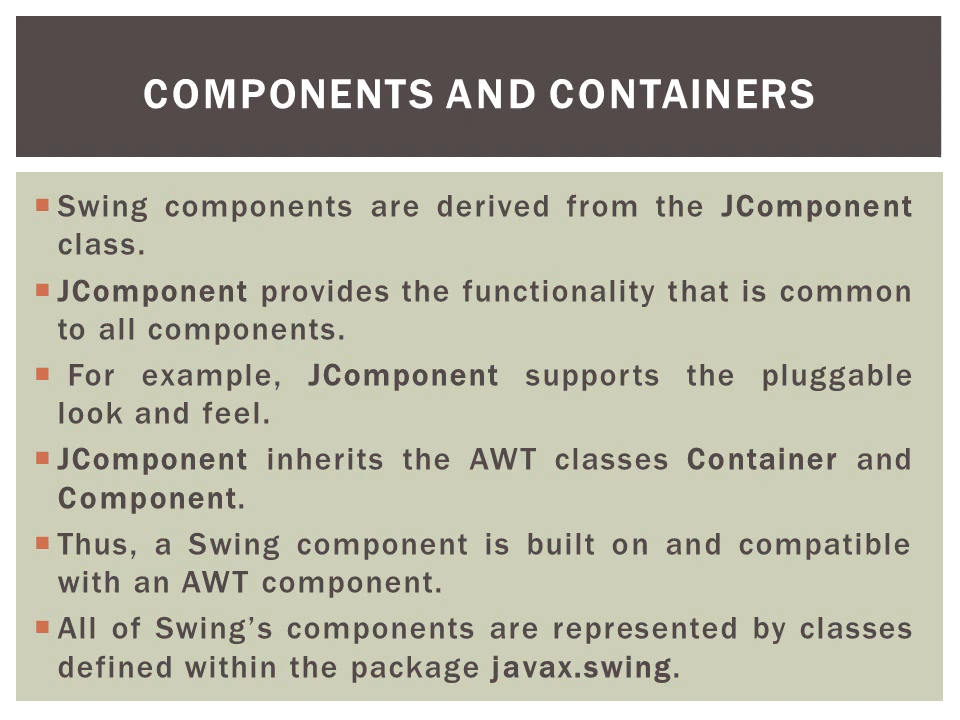 COMPONENTS AND CONTAINERS
Swing components are derived from the JComponent
class.
JComponent provides the functionality that is common
to all components.
For example, JComponent supports the pluggable
look and feel.
JComponent inherits the AWT classes Container and
Component.
Thus, a Swing component is built on and compatible
with an AWT component.
All of Swing’s components are represented by classes
defined within the package javax.swing.